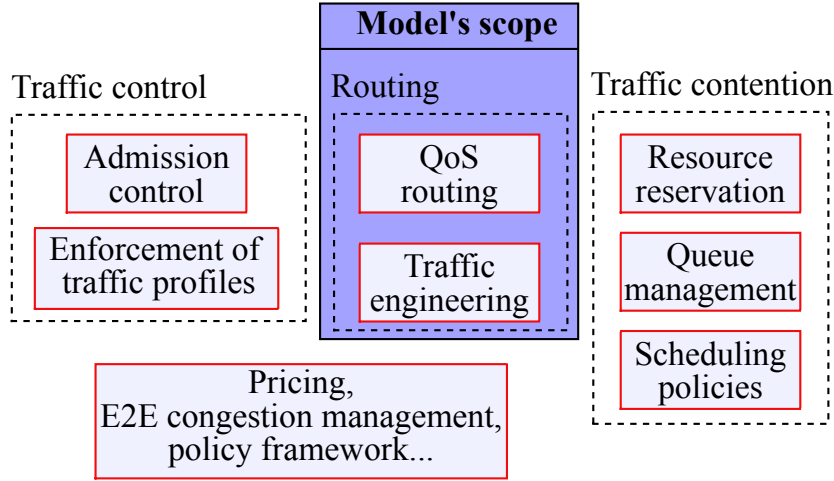 Model's scope
Traffic control
Admission
control
Enforcement of
traffic profiles
Routing
QoS
routing
Traffic
engineering
Traffic contention
Resource
reservation
Queue
management
Scheduling
policies
Pricing,
E2E congestion management,
policy framework...